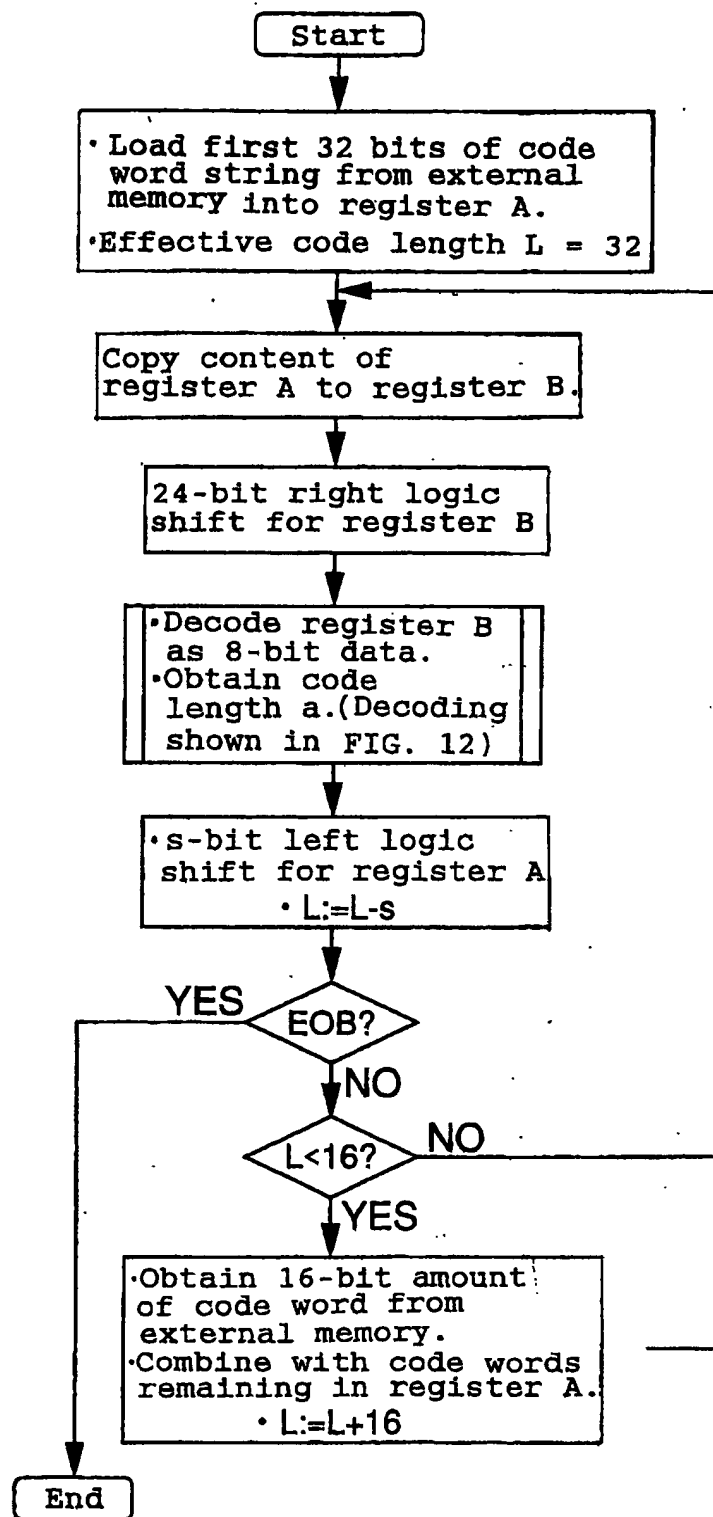 Start
·Load first 32 bits of code
word string from external
memory into register A.
·Effective code length L = 32
Copy content of
register A to register B.
24-bit right logic
shift for register B
·Decode register B
as 8-bit data.
·Obtain code
length a.(Decoding
shown in FIG. 12)
·s-bit left logic
shift for register A
·L:=L-s
YES
EOB?
NO
L<16?
NO
YES
·Obtain 16-bit amount
of code word from
external memory.
·Combine with code words
remaining in register A.
·L:=L+16
End